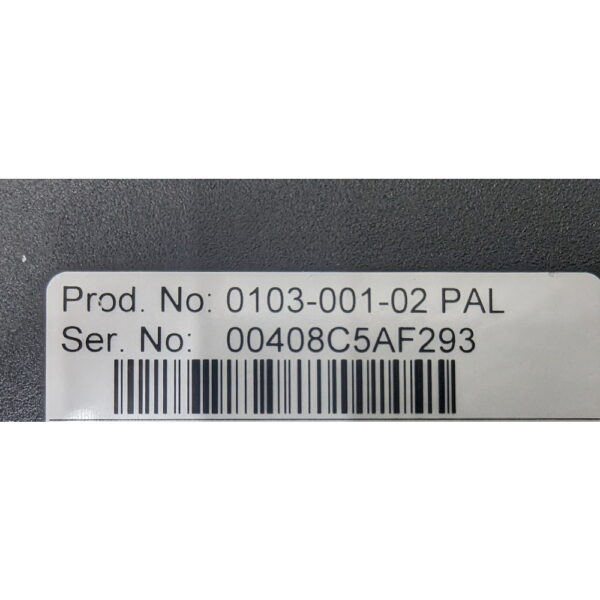 Prod. No: 0103-001-02 PAL
Ser. No: 00408C5AF293